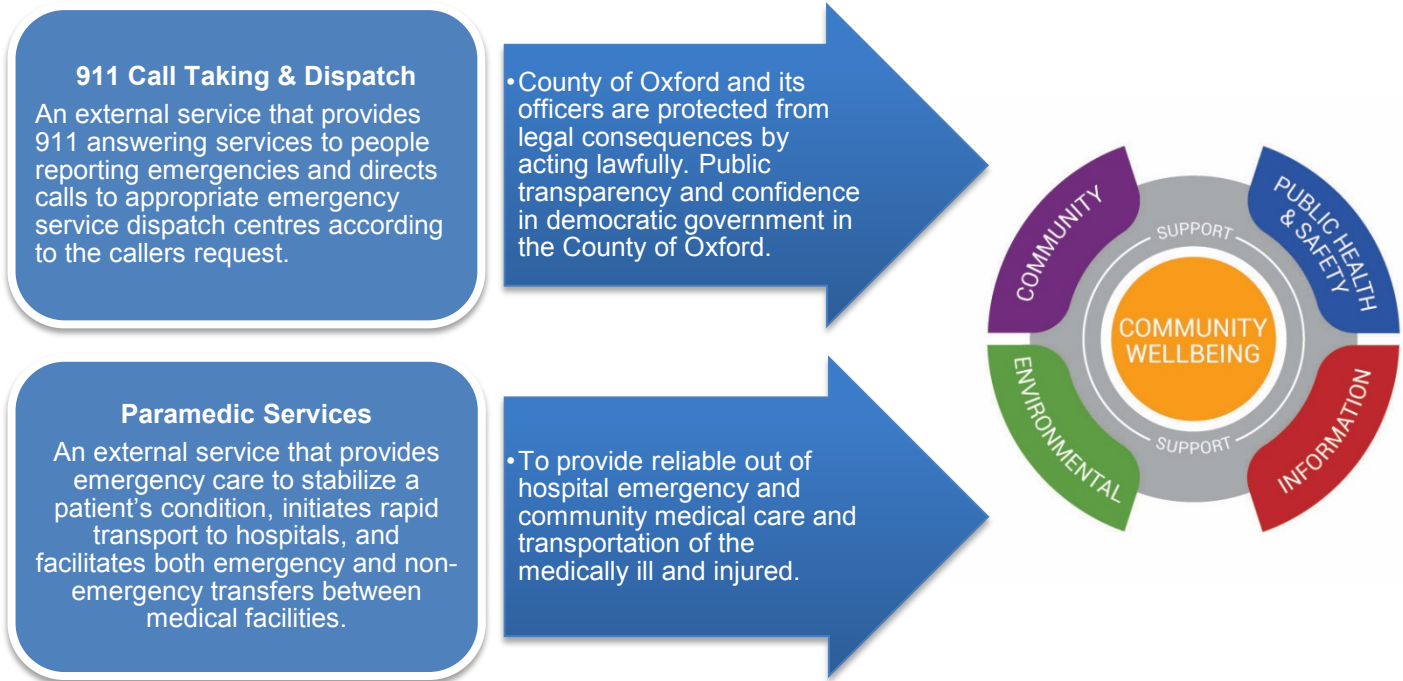 911 Call Taking & Dispatch
An external service that provides
911 answering services to people
reporting emergencies and directs
calls to appropriate emergency
service dispatch centres according
to the callers request.
•County of Oxford and its
officers are protected from
legal consequences by
acting lawfully. Public
transparency and confidence
in democratic government in
the County of Oxford.
Paramedic Services
An external service that provides
emergency care to stabilize a
patient’s condition, initiates rapid
transport to hospitals, and
facilitates both emergency and non-
emergency transfers between
medical facilities.
•To provide reliable out of
hospital emergency and
community medical care and
transportation of the
medically ill and injured.
COMMUNITY
PUBLIC HEALTH
& SAFETY
SUPPORT
COMMUNITY
WELLBEING
SUPPORT
ENVIRONMENTAL
INFORMATION